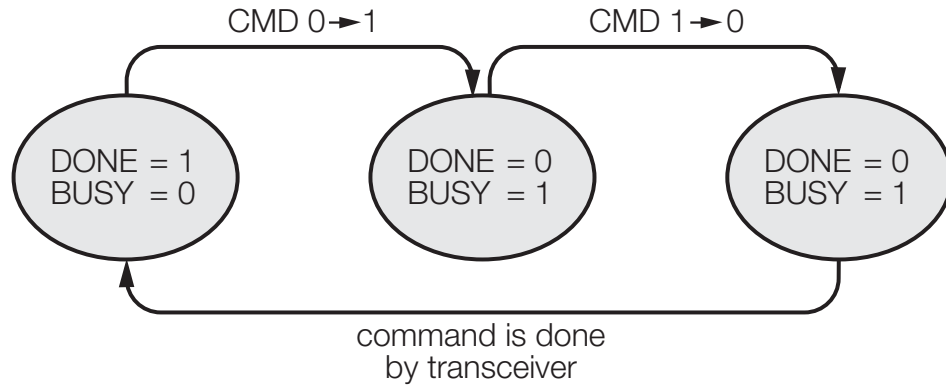 CMD 0→1
CMD 1→0
DONE = 1
BUSY = 0
DONE = 0
BUSY = 1
DONE = 0
BUSY = 1
command is done
by transceiver